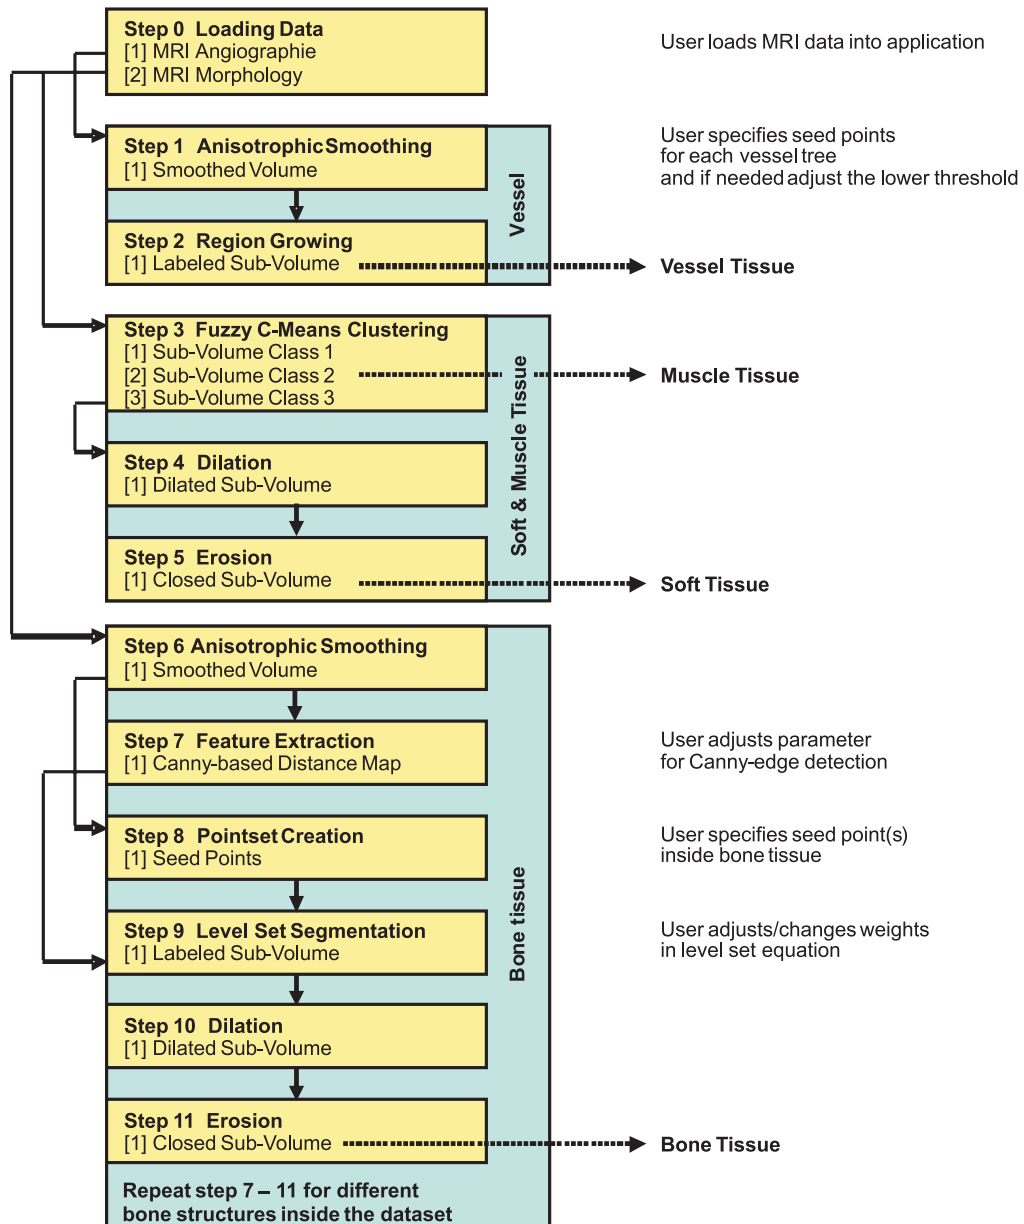 Step 0 Loading Data
[1] MRI Angiographie
[2] MRI Morphology
User loads MRI data into application
Step 1 Anisotrophic Smoothing
[1] Smoothed Volume
User specifies seed points
for each vessel tree
and if needed adjust the lower threshold
Vessel
Step 2 Region Growing
[1] Labeled Sub-Volume
Vessel Tissue
Step 3 Fuzzy C-Means Clustering
[1] Sub-Volume Class 1
[2] Sub-Volume Class 2
[3] Sub-Volume Class 3
Muscle Tissue
Soft & Muscle Tissue
Step 4 Dilation
[1] Dilated Sub-Volume
Step 5 Erosion
[1] Closed Sub-Volume
Soft Tissue
Step 6 Anisotrophic Smoothing
[1] Smoothed Volume
Step 7 Feature Extraction
[1] Canny-based Distance Map
User adjusts parameter
for Canny-edge detection
Step 8 Pointset Creation
[1] Seed Points
User specifies seed point(s)
inside bone tissue
Bone tissue
Step 9 Level Set Segmentation
[1] Labeled Sub-Volume
User adjusts/changes weights
in level set equation
Step 10 Dilation
[1] Dilated Sub-Volume
Step 11 Erosion
[1] Closed Sub-Volume
Bone Tissue
Repeat step 7 – 11 for different
bone structures inside the dataset